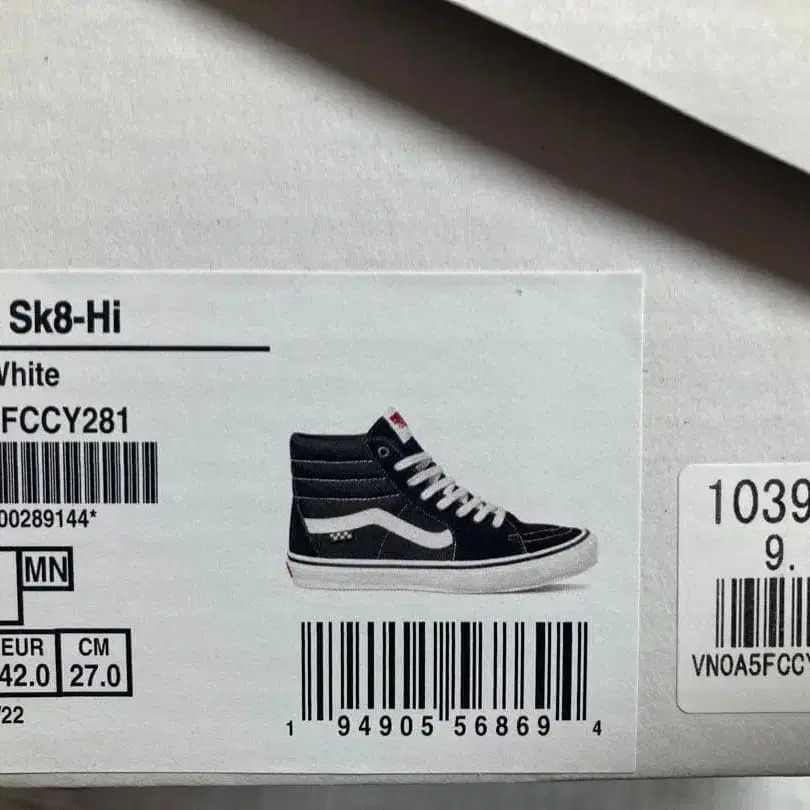 Sk8-Hi
White
FCCY281
00289144*
MN
EUR CM
42.0 27.0
/22
1 94905 56869 4
1039
9.
VN0A5FCCY